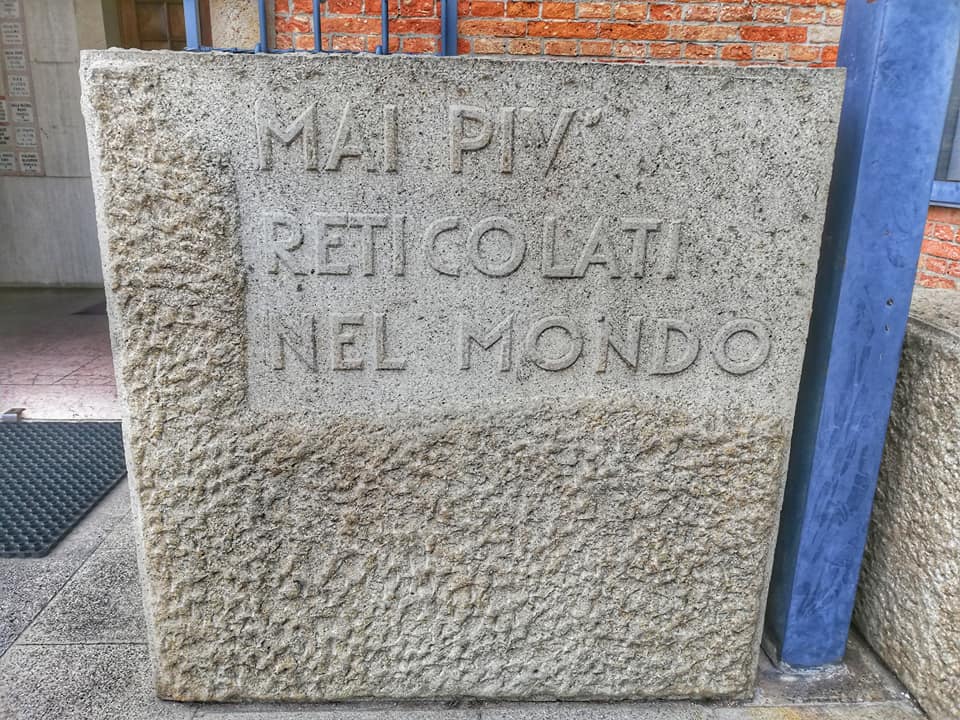 MAI PIV'
RETICOLATI
NEL MONDO